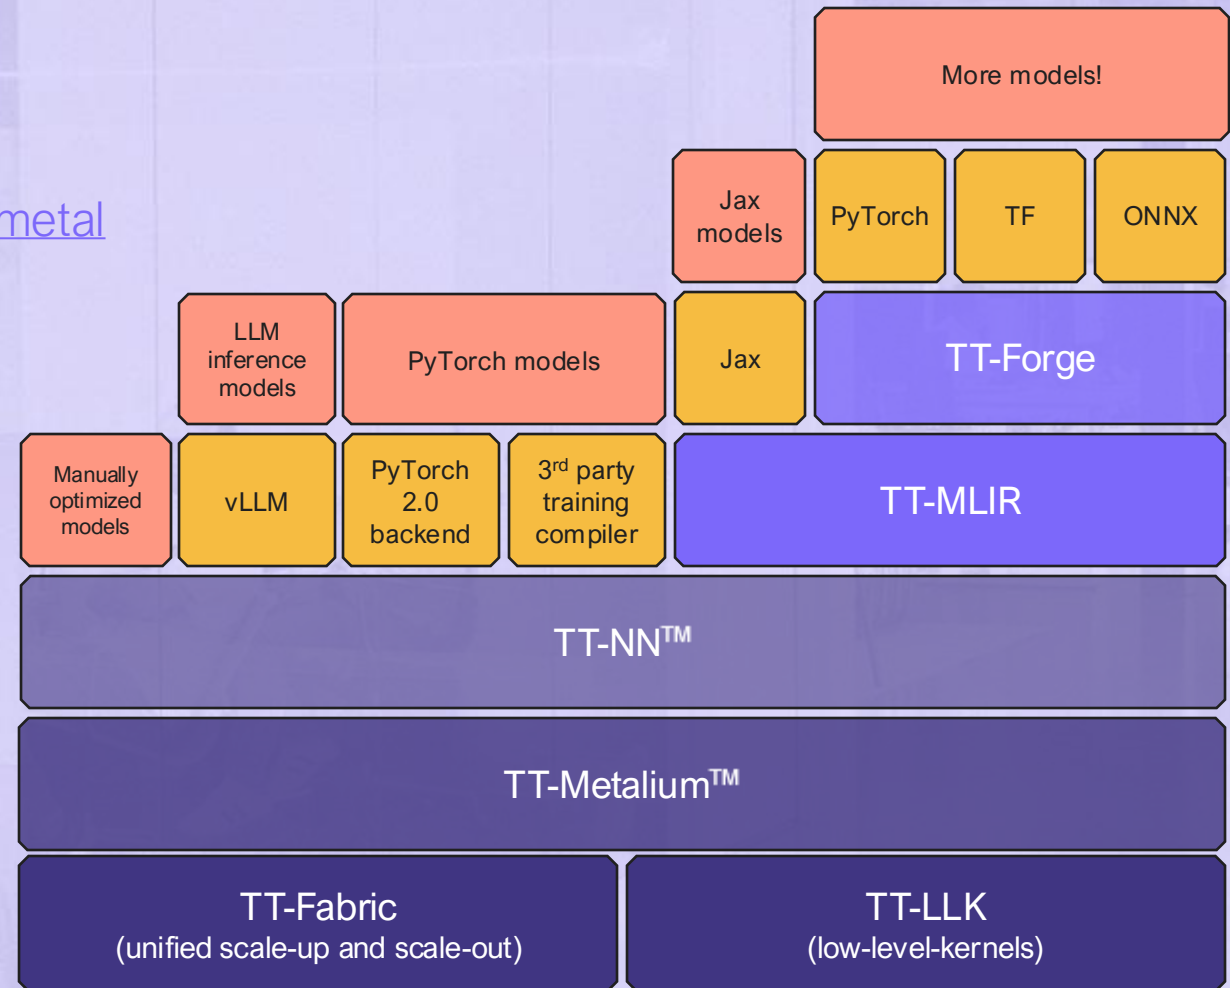 More models!
metal
Jax
models
PyTorch
TF
ONNX
LLM
inference
models
PyTorch models
Jax
TT-Forge
Manually
optimized
models
vLLM
PyTorch
2.0
backend
3rd party
training
compiler
TT-MLIR
TT-NN™
TT-Metalium™
TT-Fabric
(unified scale-up and scale-out)
TT-LLK
(low-level-kernels)